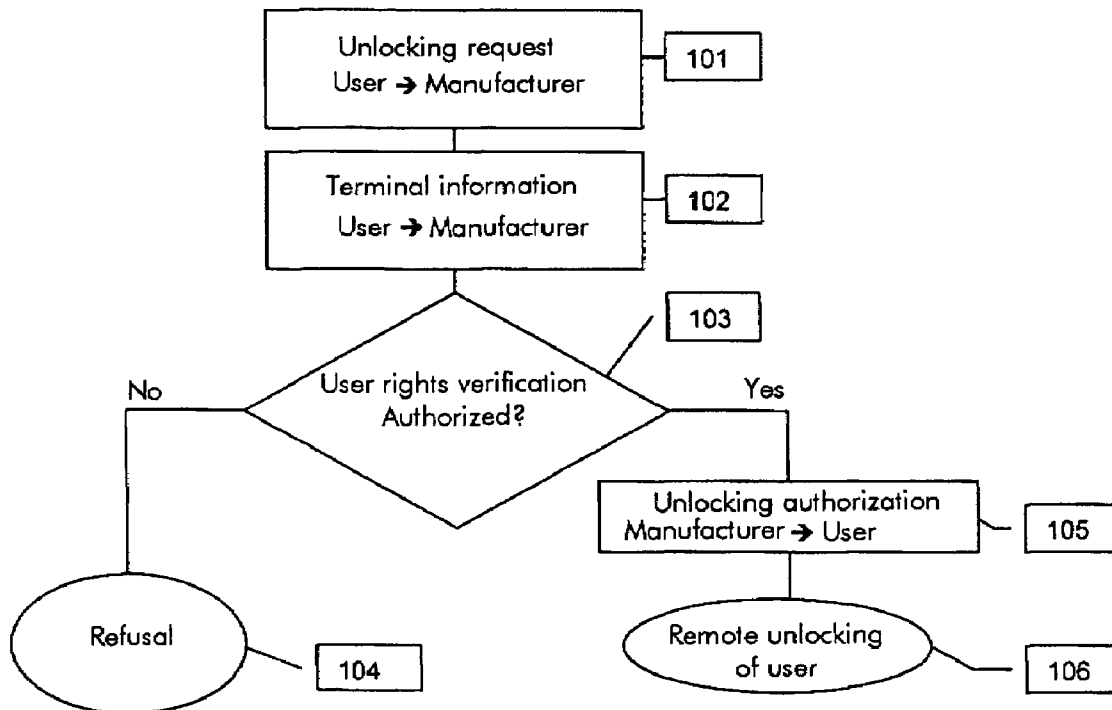 Unlocking request
User → Manufacturer
101
Terminal information
User → Manufacturer
102
103
User rights verification
Authorized?
No
Yes
Unlocking authorization
Manufacturer → User
105
Refusal
104
Remote unlocking
of user
106